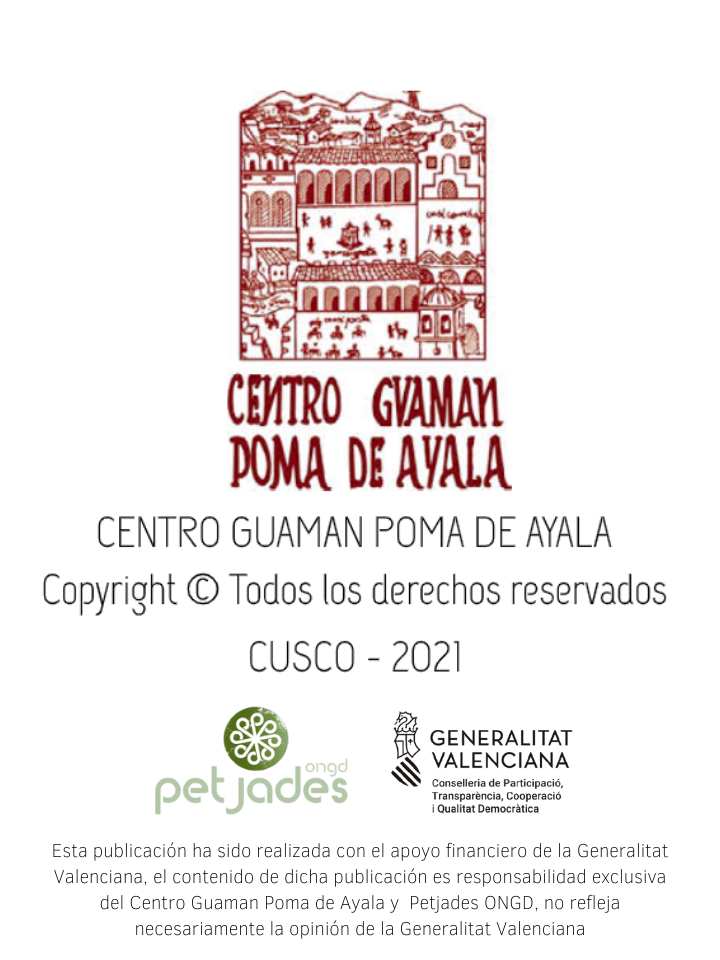 CENTRO GUAMAN
POMA DE AYALA
CENTRO GUAMAN POMA DE AYALA
Copyright © Todos los derechos reservados
CUSCO - 2021
ongd
petjades
GENERALITAT
VALENCIANA
Conselleria de Participació,
Transparència, Cooperació
i Qualitat Democràtica
Esta publicación ha sido realizada con el apoyo financiero de la Generalitat
Valenciana, el contenido de dicha publicación es responsabilidad exclusiva
del Centro Guaman Poma de Ayala y  Petjades ONGD, no refleja
necesariamente la opinión de la Generalitat Valenciana